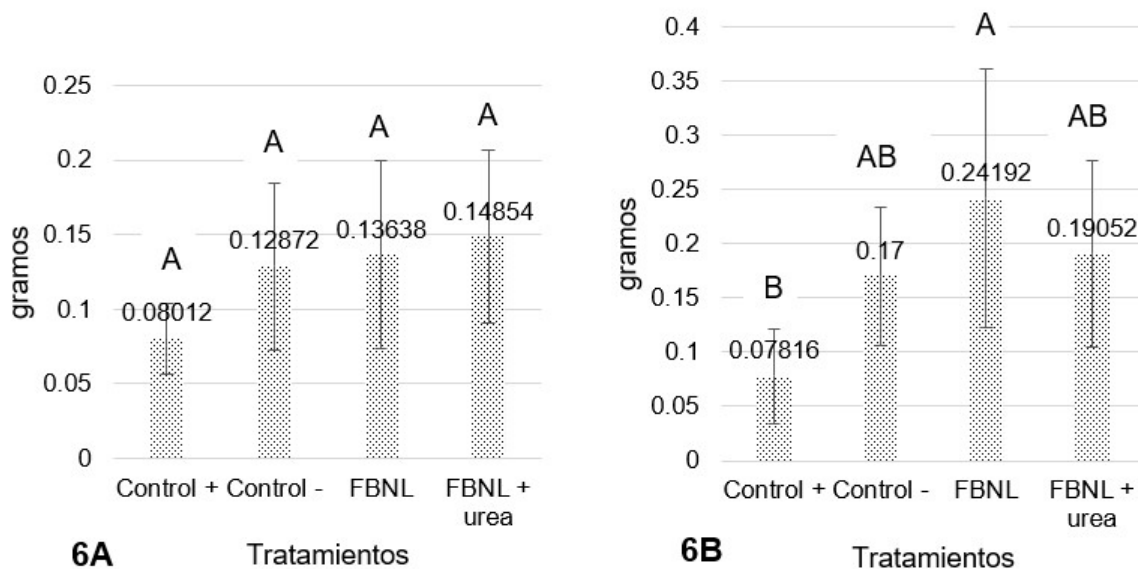 0.25
0.2
0.15
0.1
0.05
0
gramos
A
A
A
A
0.08012
0.12872
0.13638
0.14854
Control + Control - FBNL FBNL +
urea
6A Tratamientos
0.4
0.35
0.3
0.25
0.2
0.15
0.1
0.05
0
gramos
B
AB
A
AB
0.07816
0.17
0.24192
0.19052
Control + Control - FBNL FBNL +
urea
6B Tratamientos